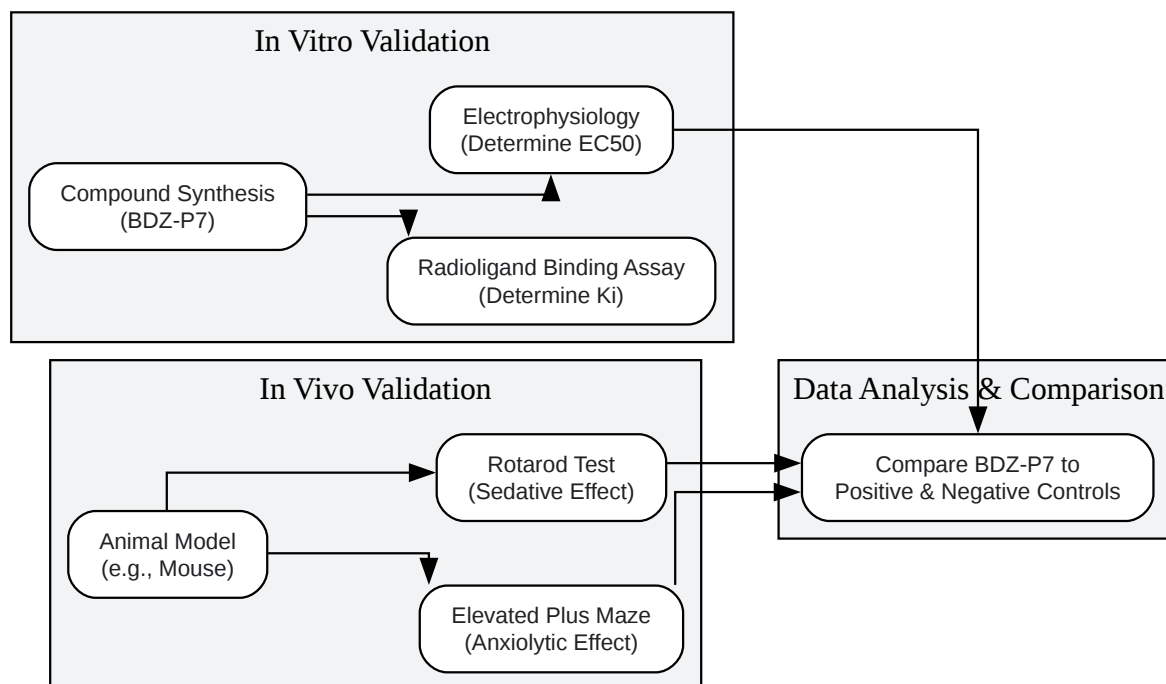 In Vitro Validation
Electrophysiology
(Determine EC50)
Compound Synthesis
(BDZ-P7)
Radioligand Binding Assay
(Determine Ki)
In Vivo Validation
Rotarod Test
(Sedative Effect)
Animal Model
(e.g., Mouse)
Elevated Plus Maze
(Anxiolytic Effect)
Data Analysis & Comparison
Compare BDZ-P7 to
Positive & Negative Controls